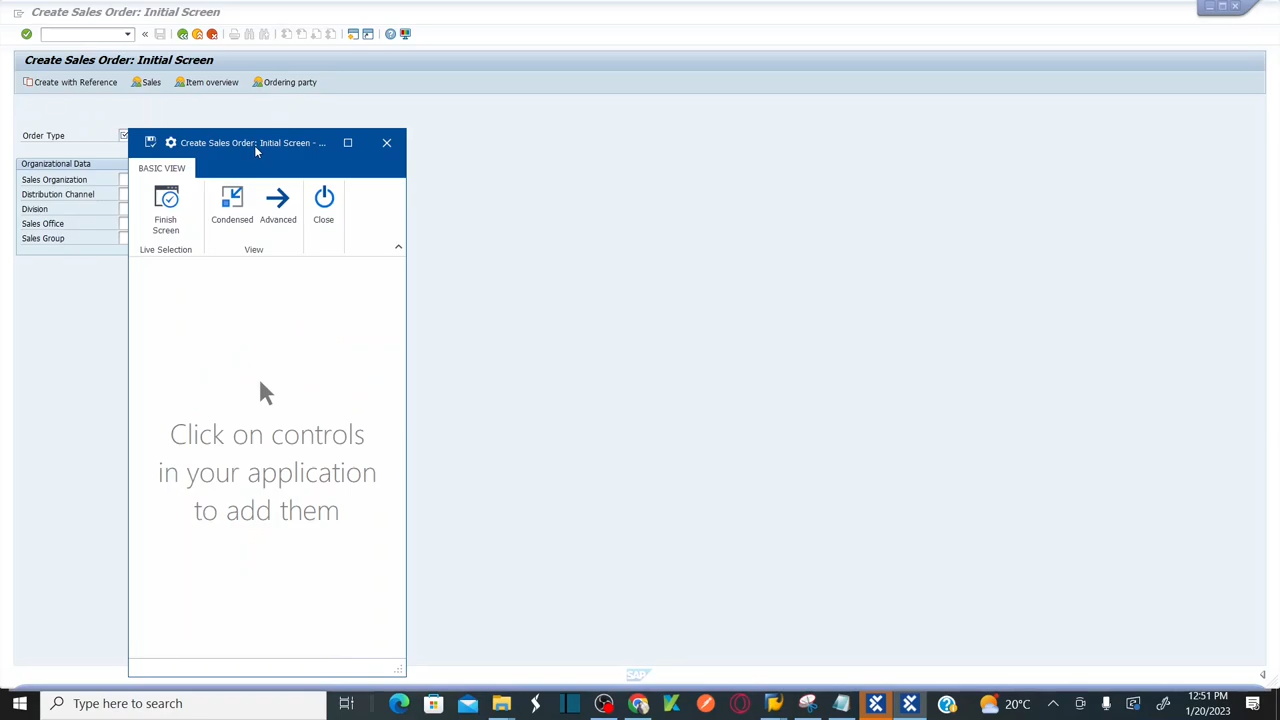 Create Sales Order: Initial Screen
Create Sales Order: Initial Screen
Create with Reference Sales Item overview Ordering party
Order Type
Organizational Data
Sales Organization
Distribution Channel
Division
Sales Office
Sales Group
Create Sales Order: Initial Screen - ...
BASIC VIEW
Finish
Screen
Condensed
Advanced
Close
Live Selection
View
Click on controls
in your application
to add them
SAP
Type here to search
20°C
12:51 PM
1/20/2023